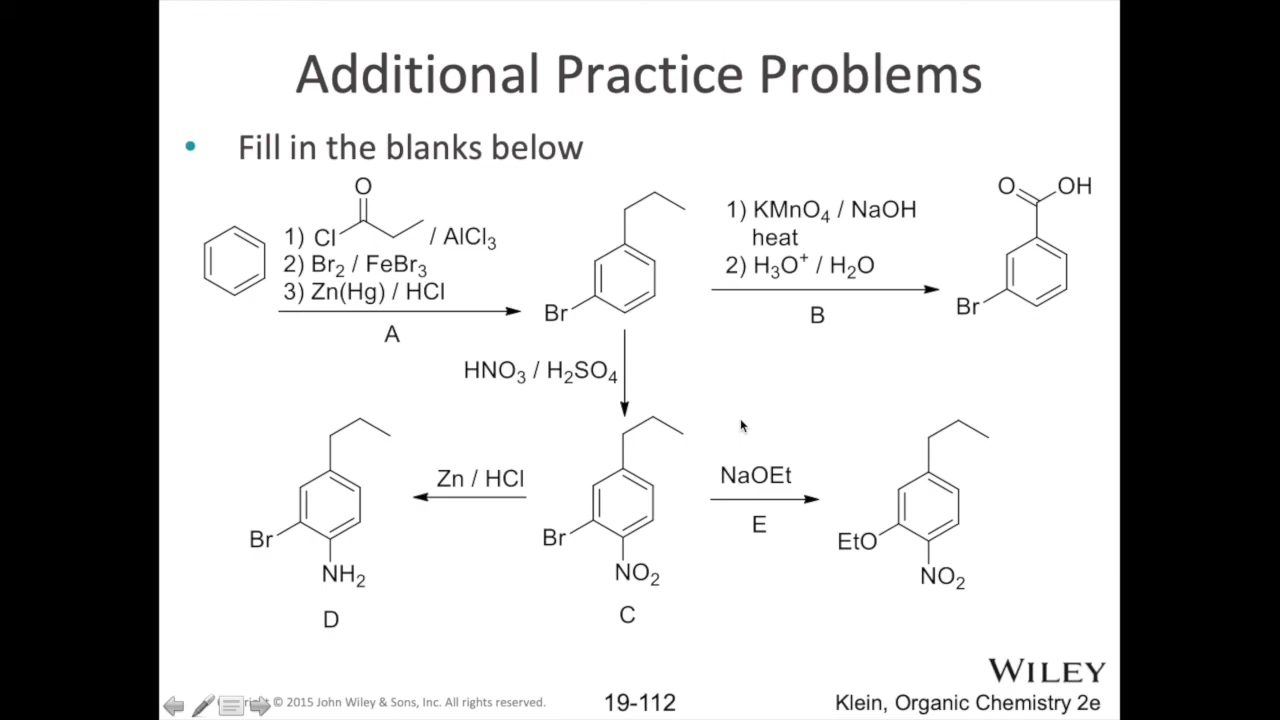 Additional Practice Problems
• Fill in the blanks below
O
1) Cl / AlCl₃
2) Br₂ / FeBr₃
3) Zn(Hg) / HCl
A
Br
1) KMnO₄ / NaOH
heat
2) H₃O⁺ / H₂O
B
O OH
Br
HNO₃ / H₂SO₄
Br
NH₂
D
Zn / HCl
Br
NO₂
C
NaOEt
E
EtO
NO₂
WILEY
© 2015 John Wiley & Sons, Inc. All rights reserved.
19-112
Klein, Organic Chemistry 2e